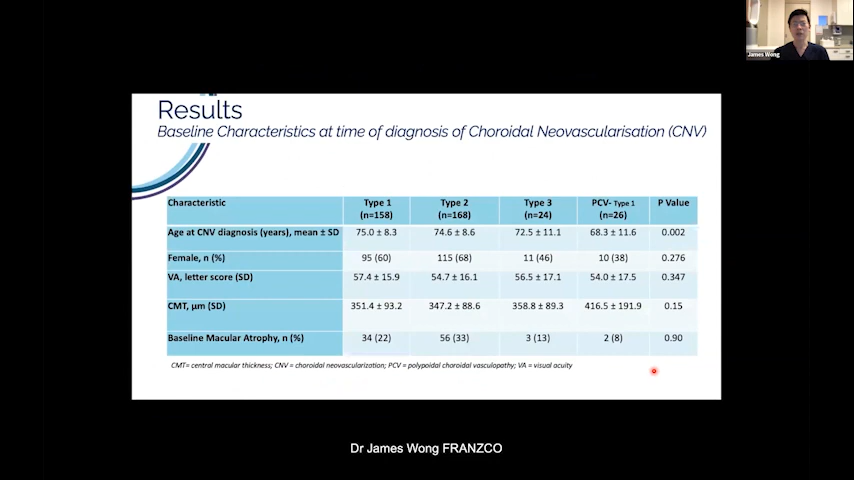 James Wong
Results
Baseline Characteristics at time of diagnosis of Choroidal Neovascularisation (CNV)
Characteristic Type 1 (n=158) Type 2 (n=168) Type 3 (n=24) PCV- Type 1 (n=26) P Value
Age at CNV diagnosis (years), mean ± SD 75.0 ± 8.3 74.6 ± 8.6 72.5 ± 11.1 68.3 ± 11.6 0.002
Female, n (%) 95 (60) 115 (68) 11 (46) 10 (38) 0.276
VA, letter score (SD) 57.4 ± 15.9 54.7 ± 16.1 56.5 ± 17.1 54.0 ± 17.5 0.347
CMT, µm (SD) 351.4 ± 93.2 347.2 ± 88.6 358.8 ± 89.3 416.5 ± 191.9 0.15
Baseline Macular Atrophy, n (%) 34 (22) 56 (33) 3 (13) 2 (8) 0.90
CMT= central macular thickness; CNV = choroidal neovascularization; PCV = polypoidal choroidal vasculopathy; VA = visual acuity
Dr James Wong FRANZCO